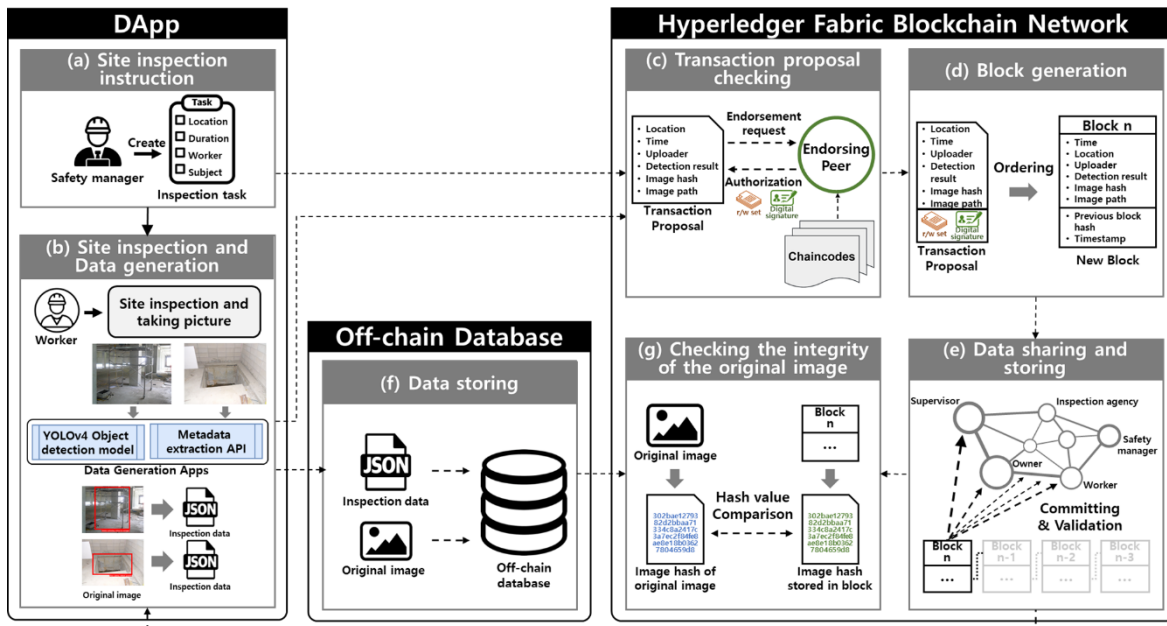 DApp
(a) Site inspection
instruction
Task
Location
Duration
Worker
Subject
Create
Safety manager
Inspection task
(b) Site inspection and
Data generation
Site inspection and
taking picture
Worker
YOLOv4 Object
detection model
Metadata
extraction API
Data Generation Apps
JSON
Inspection data
JSON
Inspection data
Original image
Off-chain Database
(f) Data storing
JSON
Inspection data
Original image
Off-chain
database
Hyperledger Fabric Blockchain Network
(c) Transaction proposal
checking
• Location
• Time
• Uploader
• Detection result
• Image hash
• Image path
Transaction
Proposal
Endorsement
request
Authorization
r/w set
Digital
signature
Endorsing
Peer
Chaincodes
(d) Block generation
• Location
• Time
• Uploader
• Detection
result
• Image hash
• Image path
r/w set
Digital
signature
Transaction
Proposal
Ordering
Block n
• Time
• Location
• Uploader
• Detection result
• Image hash
• Image path
• Previous block
hash
• Timestamp
New Block
(g) Checking the integrity
of the original image
Original image
Block
n
...
302bae12793
82d2bbaa71
334c8a2417c
3a7ec2f84fe8
ae8e18b0362
7804659d8
Hash value
Comparison
302bae12793
82d2bbaa71
334c8a2417c
3a7ec2f84fe8
ae8e18b0362
7804659d8
Image hash of
original image
Image hash
stored in block
(e) Data sharing and
storing
Supervisor
Inspection agency
Safety
manager
Owner
Worker
Committing
& Validation
Block
n
...
Block
n-1
...
Block
n-2
...
Block
n-3
...